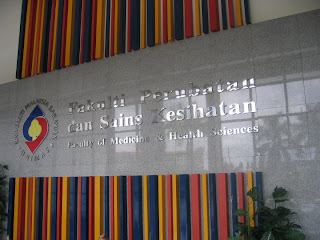 Fakulti Perubatan
dan Sains Kesihatan
Faculty of Medicine & Health Sciences